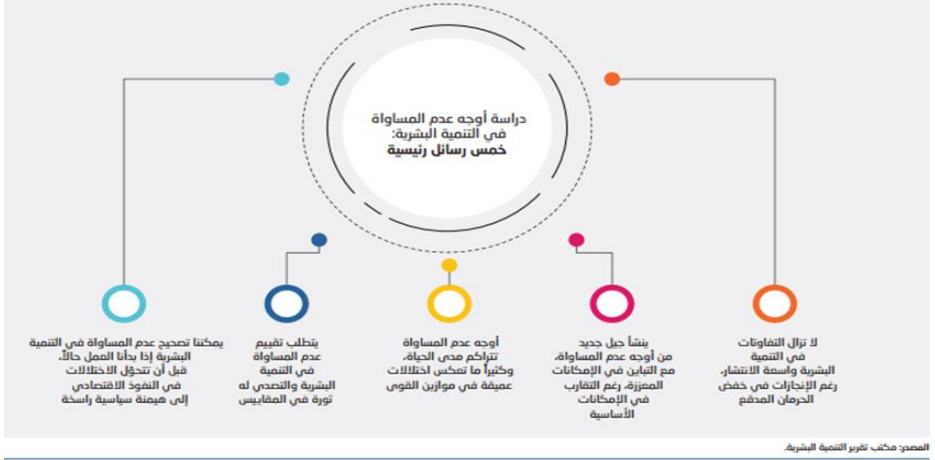 دراسة أوجه عدم المساواة
في التنمية البشرية:
خمس رسائل رئيسية
لا تزال التفاوتات
في التنمية
البشرية واسعة الانتشار،
رغم الإنجازات في خفض
الحرمان المدقع
ينشأ جيل جديد
من أوجه عدم المساواة،
مع التباين في الإمكانات
المعززة، رغم التقارب
في الإمكانات
الأساسية
أوجه عدم المساواة
تتراكم مدى الحياة،
وكثيراً ما تعكس اختلالات
عميقة في موازين القوى
يتطلب تقييم
عدم المساواة
في التنمية
البشرية والتصدي له
ثورة في المقاييس
يمكننا تصحيح عدم المساواة في التنمية
البشرية إذا بدأنا العمل حالاً،
قبل أن تتحوّل الاختلالات
في النفوذ الاقتصادي
إلى هيمنة سياسية راسخة
المصدر: مكتب تقرير التنمية البشرية.